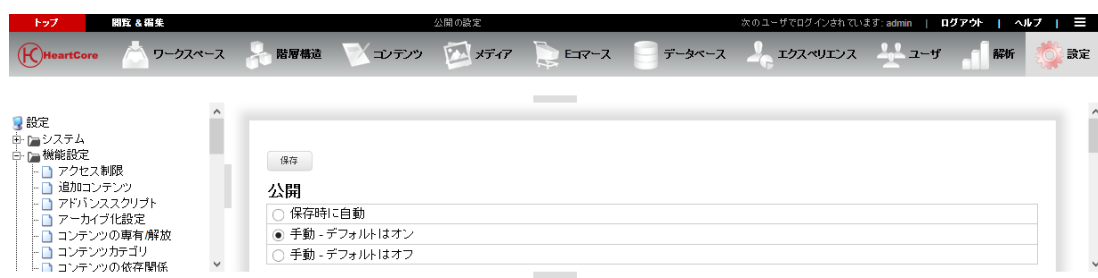 トップ 閲覧 & 編集 公開の設定 次のユーザでログインされています: admin | ログアウト | ヘルプ |
HeartCore ワークスペース 階層構造 コンテンツ メディア Eコマース データベース エクスペリエンス ユーザ 解析 設定
設定
システム
機能設定
アクセス制限
追加コンテンツ
アドバンススクリプト
アーカイブ化設定
コンテンツの専有/解放
コンテンツカテゴリ
コンテンツの依存関係
保存
公開
保存時に自動
手動 - デフォルトはオン
手動 - デフォルトはオフ